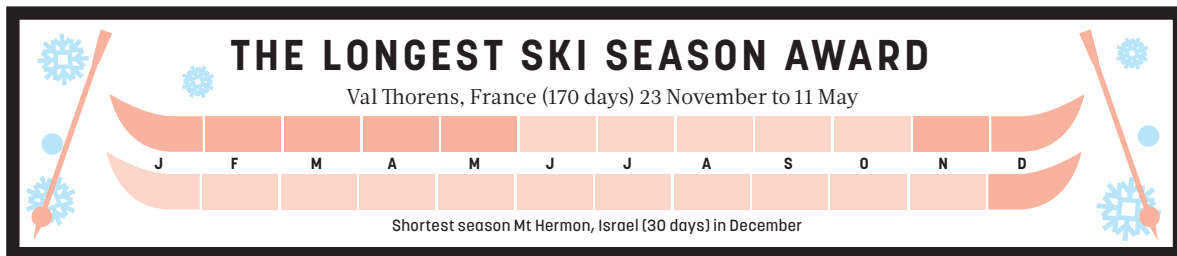 THE LONGEST SKI SEASON AWARD
Val Thorens, France (170 days) 23 November to 11 May
J F M A M J J A S O N D
Shortest season Mt Hermon, Israel (30 days) in December